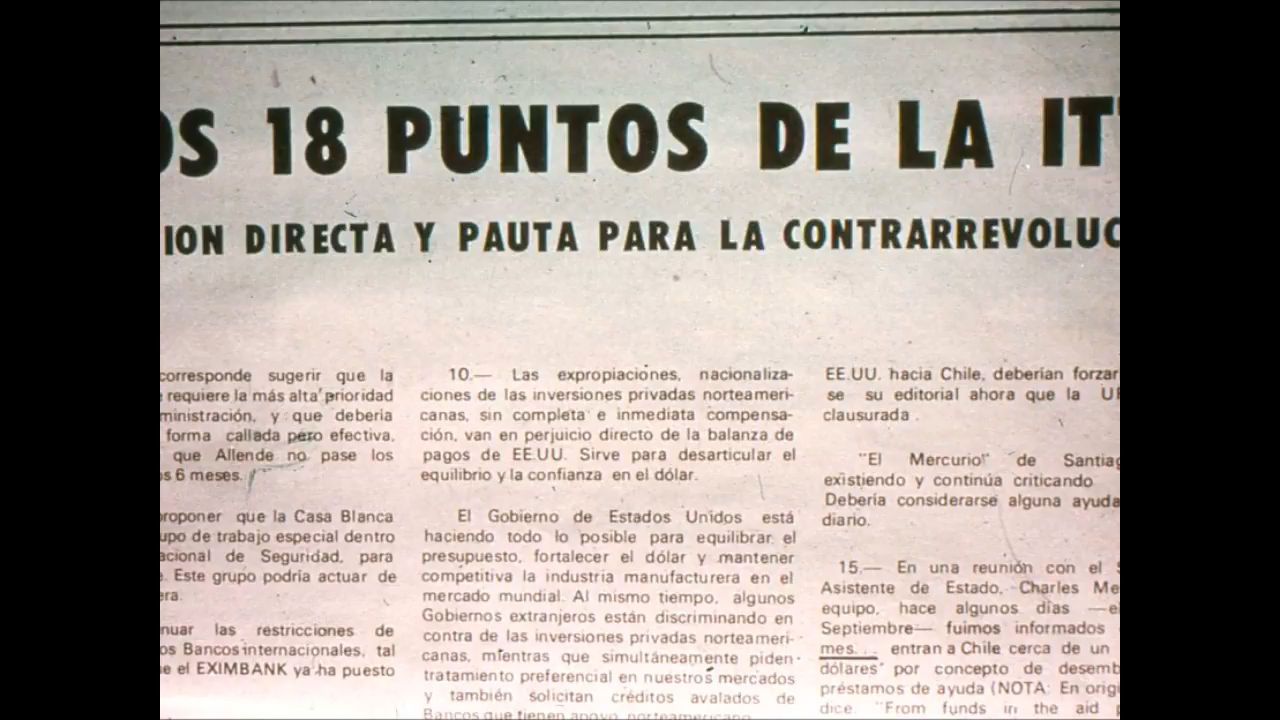 OS 18 PUNTOS DE LA IT
ION DIRECTA Y PAUTA PARA LA CONTRARREVOLUC
corresponde sugerir que la
requiere la más alta prioridad
ministración, y que debería
forma callada pero efectiva,
que Allende no pase los
s 6 meses.
proponer que la Casa Blanca
upo de trabajo especial dentro
acional de Seguridad, para
. Este grupo podría actuar de
era.
nuar las restricciones de
os Bancos internacionales, tal
e el EXIMBANK ya ha puesto
10.— Las expropiaciones, nacionaliza-
ciones de las inversiones privadas norteameri-
canas, sin completa e inmediata compensa-
ción, van en perjuicio directo de la balanza de
pagos de EE.UU. Sirve para desarticular el
equilibrio y la confianza en el dólar.
El Gobierno de Estados Unidos está
haciendo todo lo posible para equilibrar el
presupuesto, fortalecer el dólar y mantener
competitiva la industria manufacturera en el
mercado mundial. Al mismo tiempo, algunos
Gobiernos extranjeros están discriminando en
contra de las inversiones privadas norteameri-
canas, mientras que simultáneamente piden
tratamiento preferencial en nuestros mercados
y también solicitan créditos avalados de
Bancos que tienen apoyo norteamericano
EE.UU. hacia Chile, deberían forzar
se su editorial ahora que la U
clausurada .
"El Mercurio" de Santiag
existiendo y continúa criticando
Debería considerarse alguna ayuda
diario.
15.— En una reunión con el S
Asistente de Estado, Charles Me
equipo, hace algunos días —e
Septiembre— fuimos informados
mes... entran a Chile cerca de un
dólares" por concepto de desemb
préstamos de ayuda (NOTA: En orig
dice: "From funds in the aid p